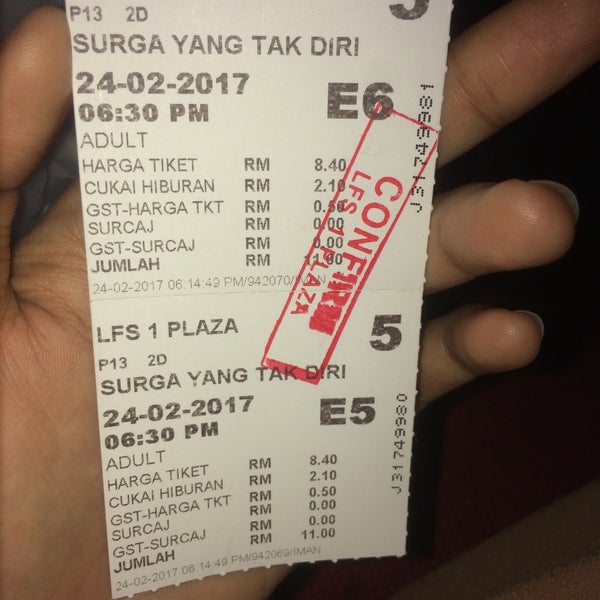 5
P13 2D
SURGA YANG TAK DIRI
24-02-2017
06:30 PM
E6
ADULT
HARGA TIKET RM 8.40
CUKAI HIBURAN RM 2.10
GST-HARGA TKT RM 0.50
SURCAJ RM 0.00
GST-SURCAJ RM 0.00
JUMLAH RM 11.00
24-02-2017 06:14:49 PM/942070/IMAN
J31749981
CONFIRM
LFS 1 PLAZA
LFS 1 PLAZA
5
P13 2D
SURGA YANG TAK DIRI
24-02-2017
06:30 PM
E5
ADULT
HARGA TIKET RM 8.40
CUKAI HIBURAN RM 2.10
GST-HARGA TKT RM 0.50
SURCAJ RM 0.00
GST-SURCAJ RM 0.00
JUMLAH RM 11.00
24-02-2017 06:14:49 PM/942069/IMAN
J31749980